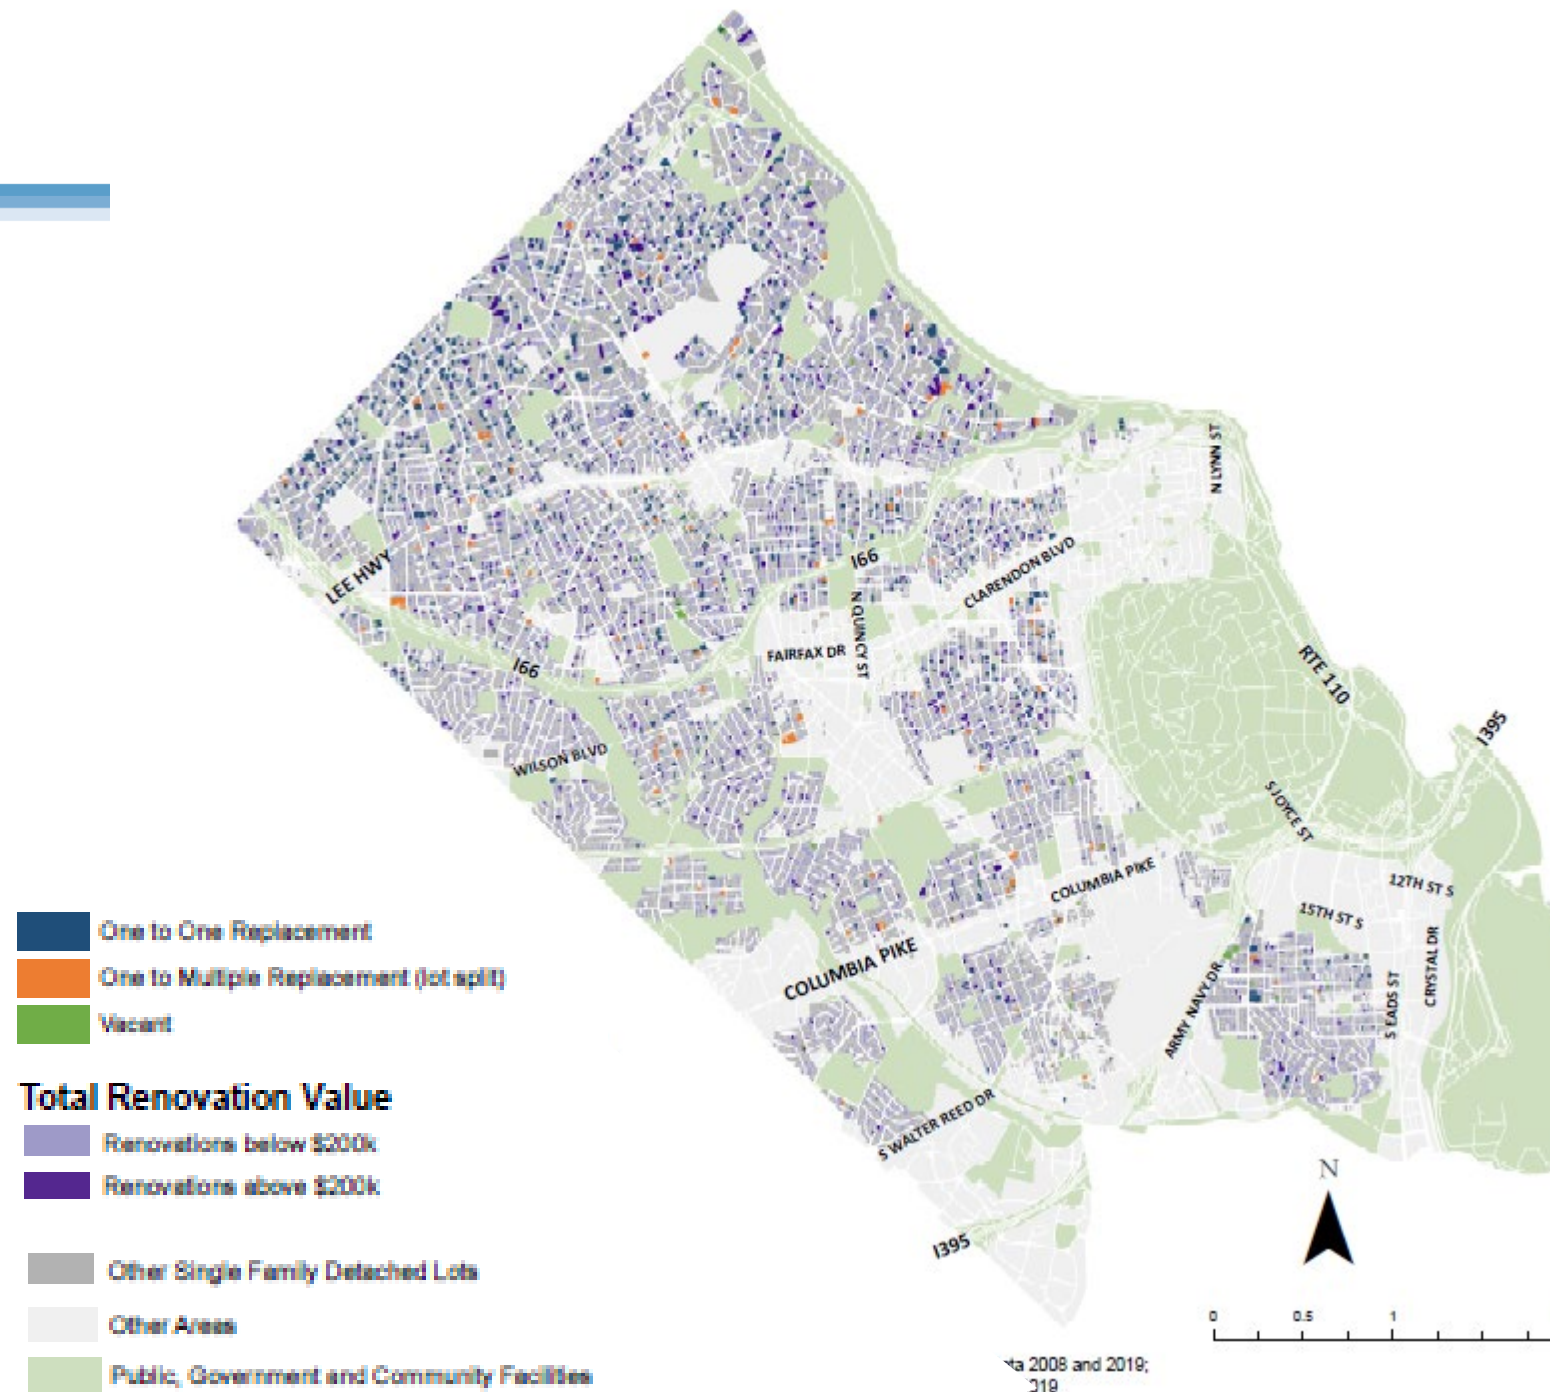 N LYNN ST
I66
CLARENDON BLVD
LEE HWY
N QUINCY ST
FAIRFAX DR
I66
RTE 110
I395
WILSON BLVD
S JOYCE ST
COLUMBIA PIKE
12TH ST S
15TH ST S
COLUMBIA PIKE
CRYSTAL DR
S EADS ST
ARMY NAVY DR
S WALTER REED DR
I395
One to One Replacement
One to Multiple Replacement (lot split)
Vacant
Total Renovation Value
Renovations below $200k
Renovations above $200k
Other Single Family Detached Lots
Other Areas
Public, Government and Community Facilities
N
0 0.5 1
2008 and 2019;